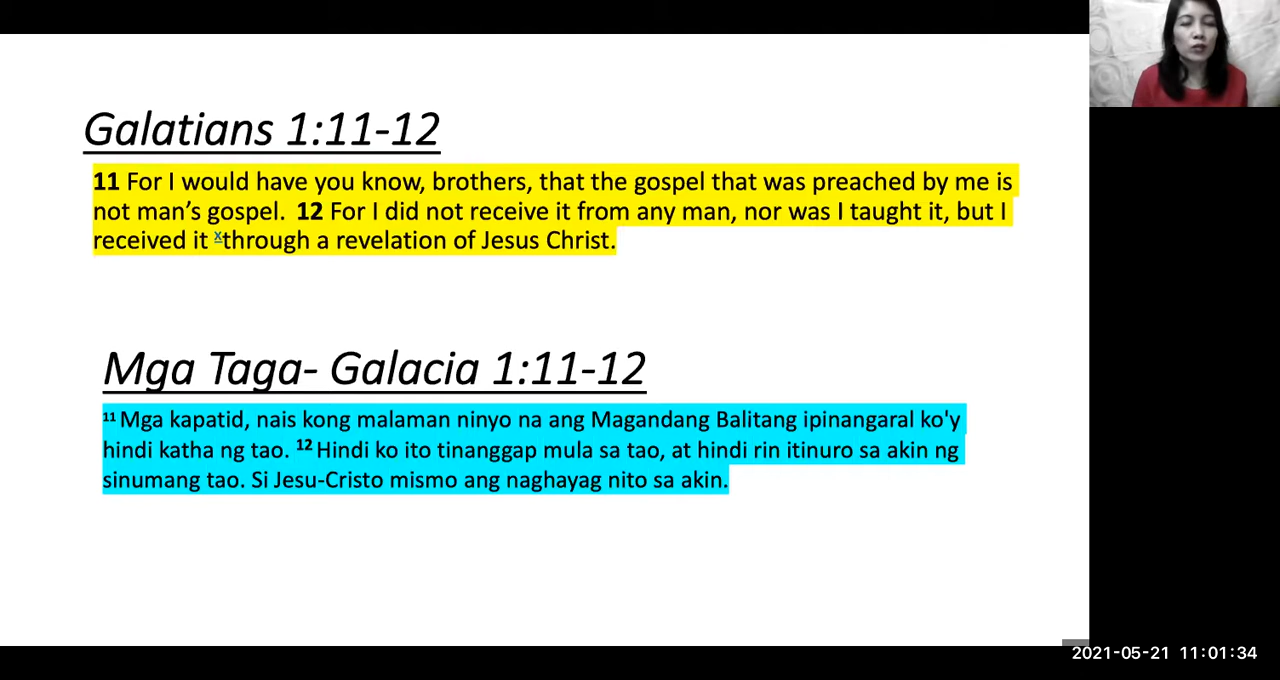 Galatians 1:11-12
11 For I would have you know, brothers, that the gospel that was preached by me is
not man’s gospel. 12 For I did not receive it from any man, nor was I taught it, but I
received it xthrough a revelation of Jesus Christ.
Mga Taga- Galacia 1:11-12
11 Mga kapatid, nais kong malaman ninyo na ang Magandang Balitang ipinangaral ko'y
hindi katha ng tao. 12 Hindi ko ito tinanggap mula sa tao, at hindi rin itinuro sa akin ng
sinumang tao. Si Jesu-Cristo mismo ang naghayag nito sa akin.
2021-05-21 11:01:34